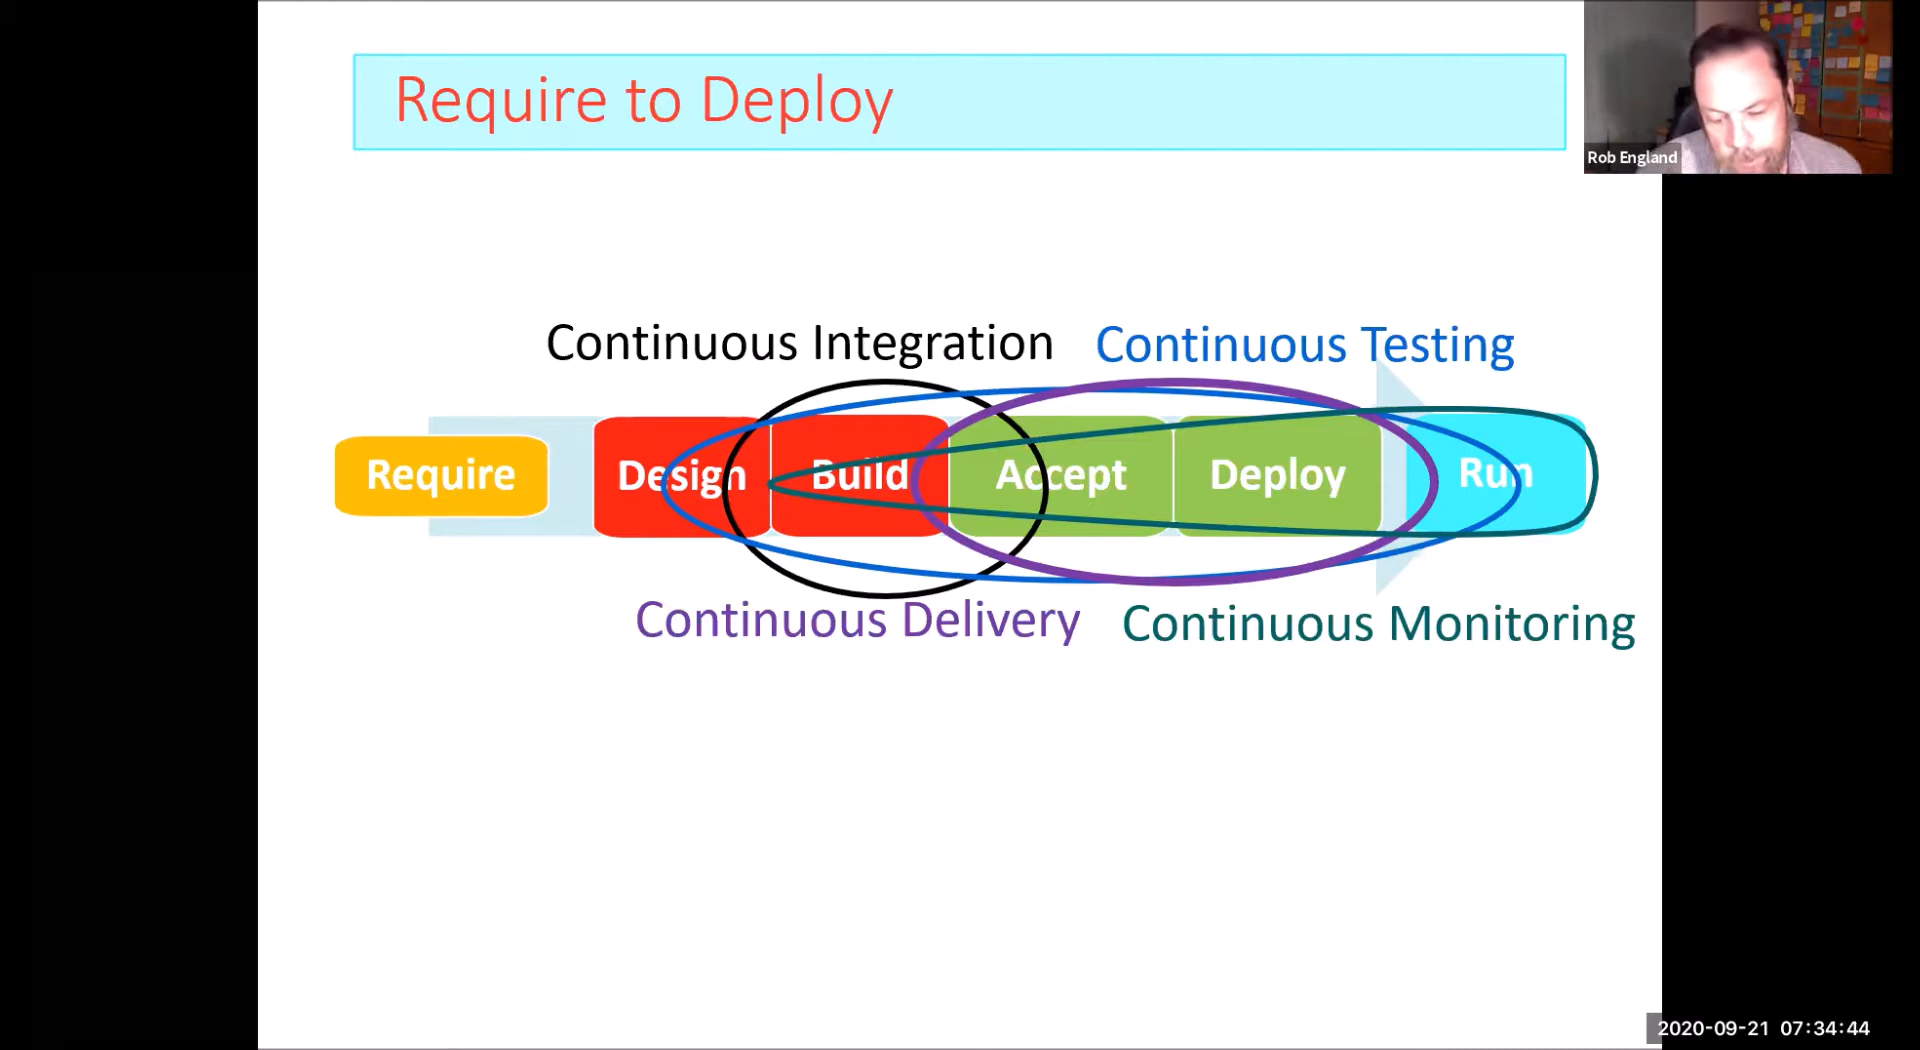 Require to Deploy
Rob England
Continuous Integration
Continuous Testing
Require
Design
Build
Accept
Deploy
Run
Continuous Delivery
Continuous Monitoring
2020-09-21 07:34:44